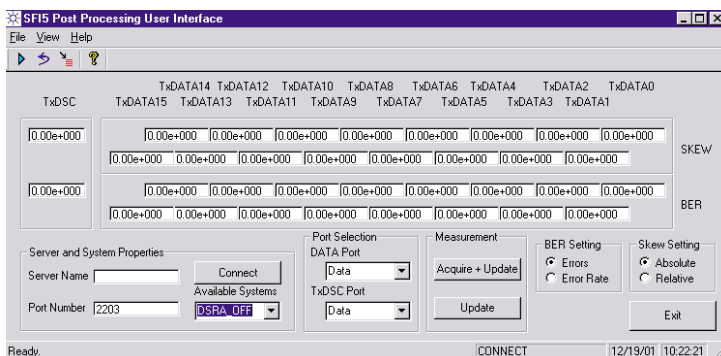 SFI5 Post Processing User Interface
File View Help
TxDATA14 TxDATA12 TxDATA10 TxDATA8 TxDATA6 TxDATA4 TxDATA2 TxDATA0
TxDSC TxDATA15 TxDATA13 TxDATA11 TxDATA9 TxDATA7 TxDATA5 TxDATA3 TxDATA1
0.00e+000 0.00e+000 0.00e+000 0.00e+000 0.00e+000 0.00e+000 0.00e+000 0.00e+000 0.00e+000
SKEW
0.00e+000 0.00e+000 0.00e+000 0.00e+000 0.00e+000 0.00e+000 0.00e+000 0.00e+000
0.00e+000 0.00e+000 0.00e+000 0.00e+000 0.00e+000 0.00e+000 0.00e+000 0.00e+000 0.00e+000
BER
0.00e+000 0.00e+000 0.00e+000 0.00e+000 0.00e+000 0.00e+000 0.00e+000 0.00e+000
Server and System Properties
Server Name
Connect
Available Systems
Port Number 2203
DSRA_OFF
Port Selection
DATA Port
Data
TxDSC Port
Data
Measurement
Acquire + Update
Update
BER Setting
Errors
Error Rate
Skew Setting
Absolute
Relative
Exit
Ready. CONNECT 12/19/01 10:22:21